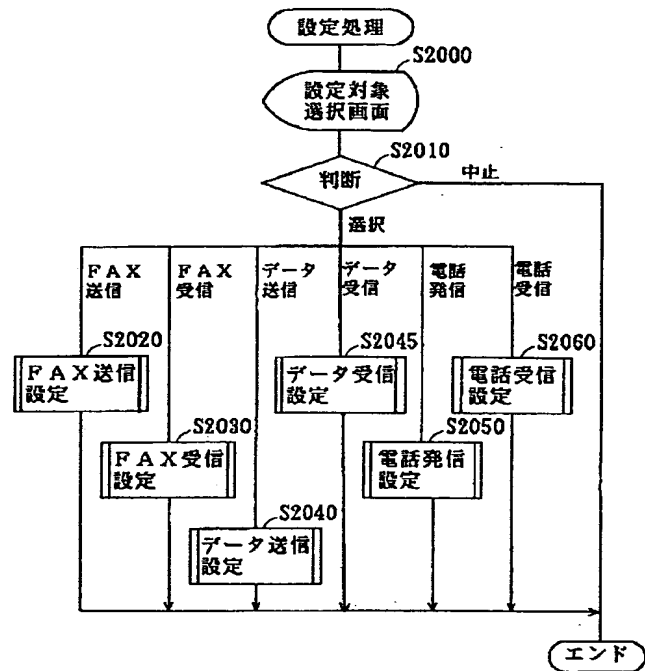 設定処理
S2000
設定対象
選択画面
S2010
判断
中止
選択
ＦＡＸ
送信
ＦＡＸ
受信
データ
送信
データ
受信
電話
発信
電話
受信
S2020
ＦＡＸ送信
設定
S2045
データ受信
設定
S2060
電話受信
設定
S2030
ＦＡＸ受信
設定
S2050
電話発信
設定
S2040
データ送信
設定
エンド